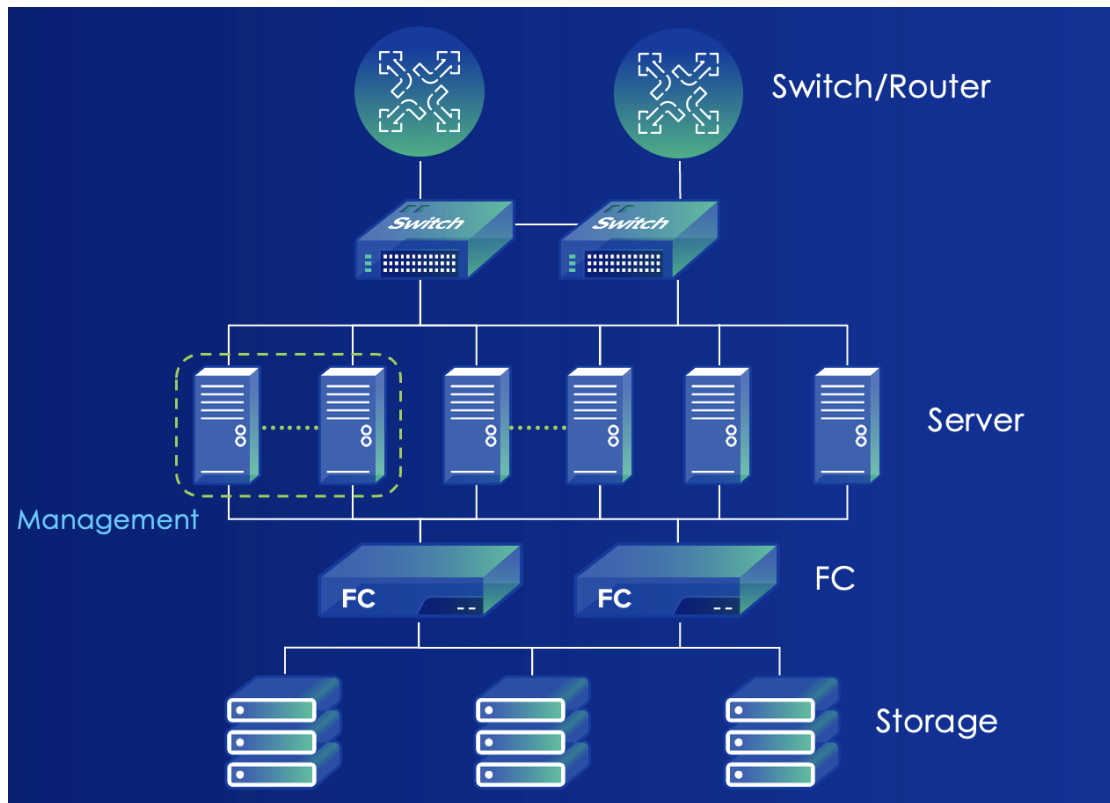 Switch/Router
Switch
Switch
Server
Management
FC
FC
FC
Storage